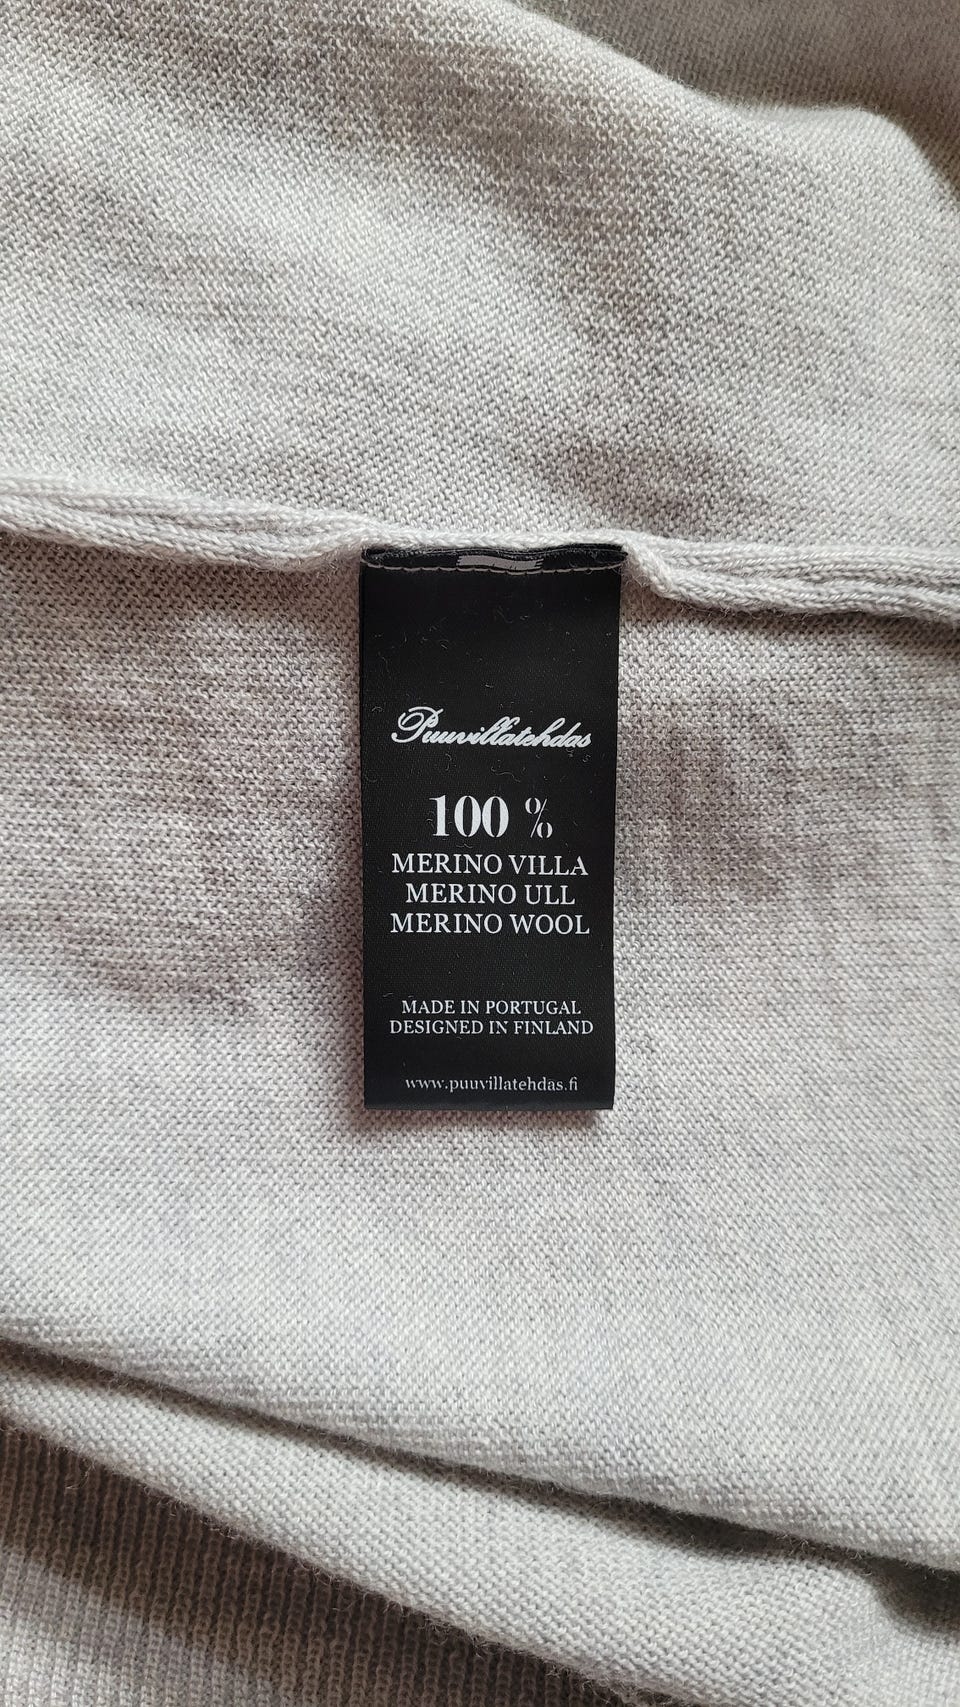 Puuvillatehdas
100 %
MERINO VILLA
MERINO ULL
MERINO WOOL
MADE IN PORTUGAL
DESIGNED IN FINLAND
www.puuvillatehdas.fi